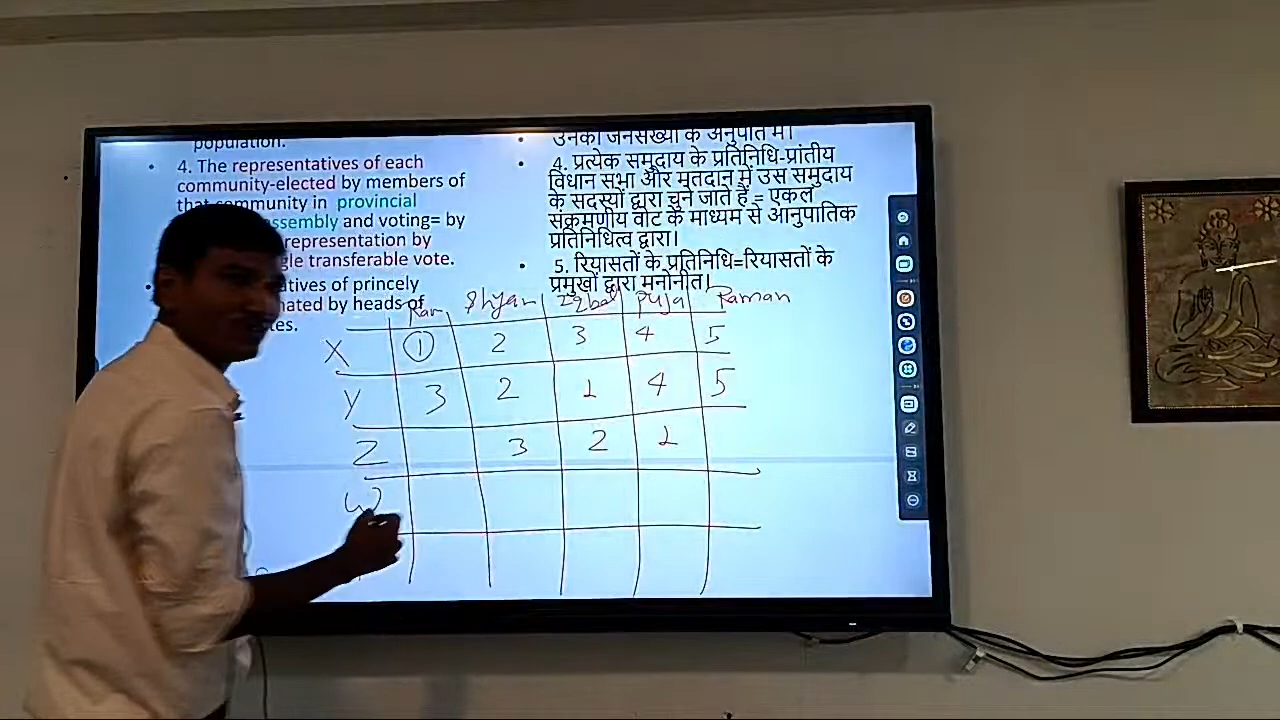 population.
4. The representatives of each
community-elected by members of
that community in provincial
assembly and voting= by
representation by
gle transferable vote.
atives of princely
nated by heads of
tes.
उनकी जनसंख्या के अनुपात में।
4. प्रत्येक समुदाय के प्रतिनिधि-प्रांतीय
विधान सभा और मतदान में उस समुदाय
के सदस्यों द्वारा चुने जाते हैं = एकल
संक्रमणीय वोट के माध्यम से आनुपातिक
प्रतिनिधित्व द्वारा।
5. रियासतों के प्रतिनिधि=रियासतों के
प्रमुखों द्वारा मनोनीत।
Ram Shyam Iqbal Puja Raman
X 1 2 3 4 5
Y 3 2 1 4 5
Z 3 2 1
W